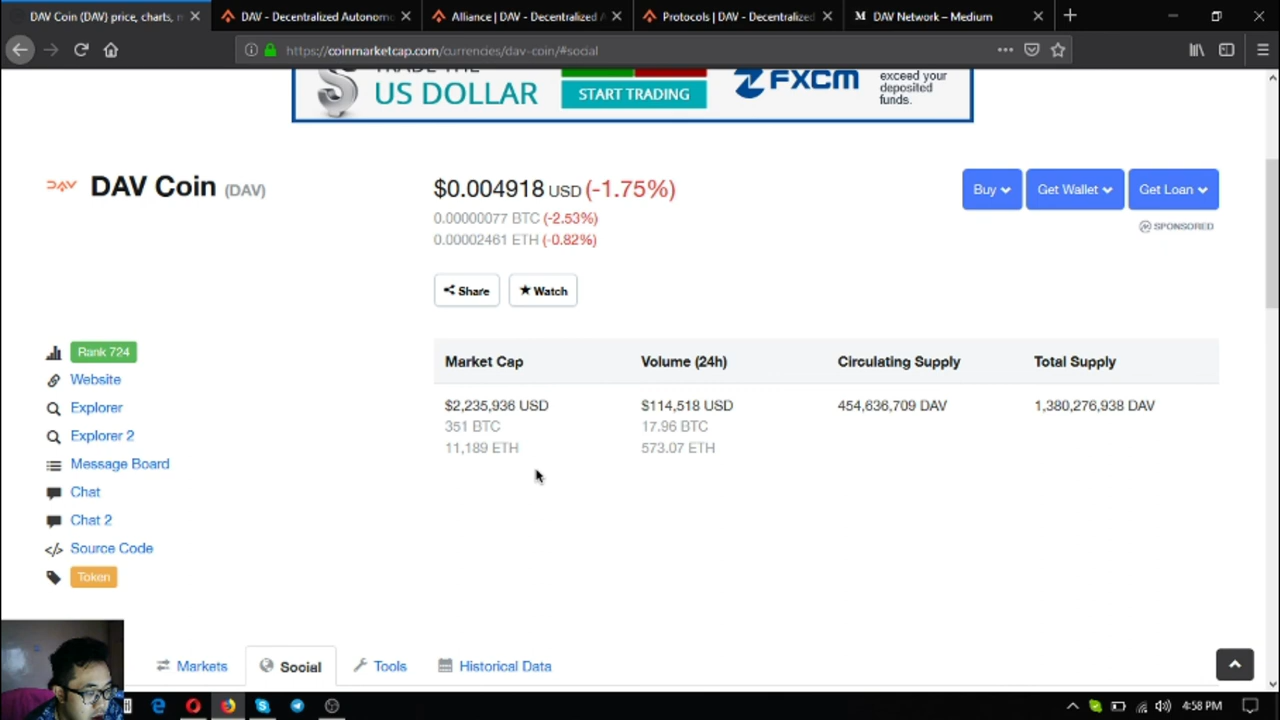 DAV Coin (DAV) price, charts, m
DAV - Decentralized Autonomo
Alliance | DAV - Decentralized A
Protocols | DAV - Decentralized
M DAV Network – Medium
https://coinmarketcap.com/currencies/dav-coin/#social
US DOLLAR
START TRADING
FXCM
exceed your
deposited
funds.
DAV Coin (DAV)
$0.004918 USD (-1.75%)
0.00000077 BTC (-2.53%)
0.00002461 ETH (-0.82%)
Buy
Get Wallet
Get Loan
SPONSORED
Share
Watch
Rank 724
Website
Explorer
Explorer 2
Message Board
Chat
Chat 2
Source Code
Token
Market Cap Volume (24h) Circulating Supply Total Supply
$2,235,936 USD $114,518 USD 454,636,709 DAV 1,380,276,938 DAV
351 BTC 17.96 BTC
11,189 ETH 573.07 ETH
Markets Social Tools Historical Data
4:58 PM